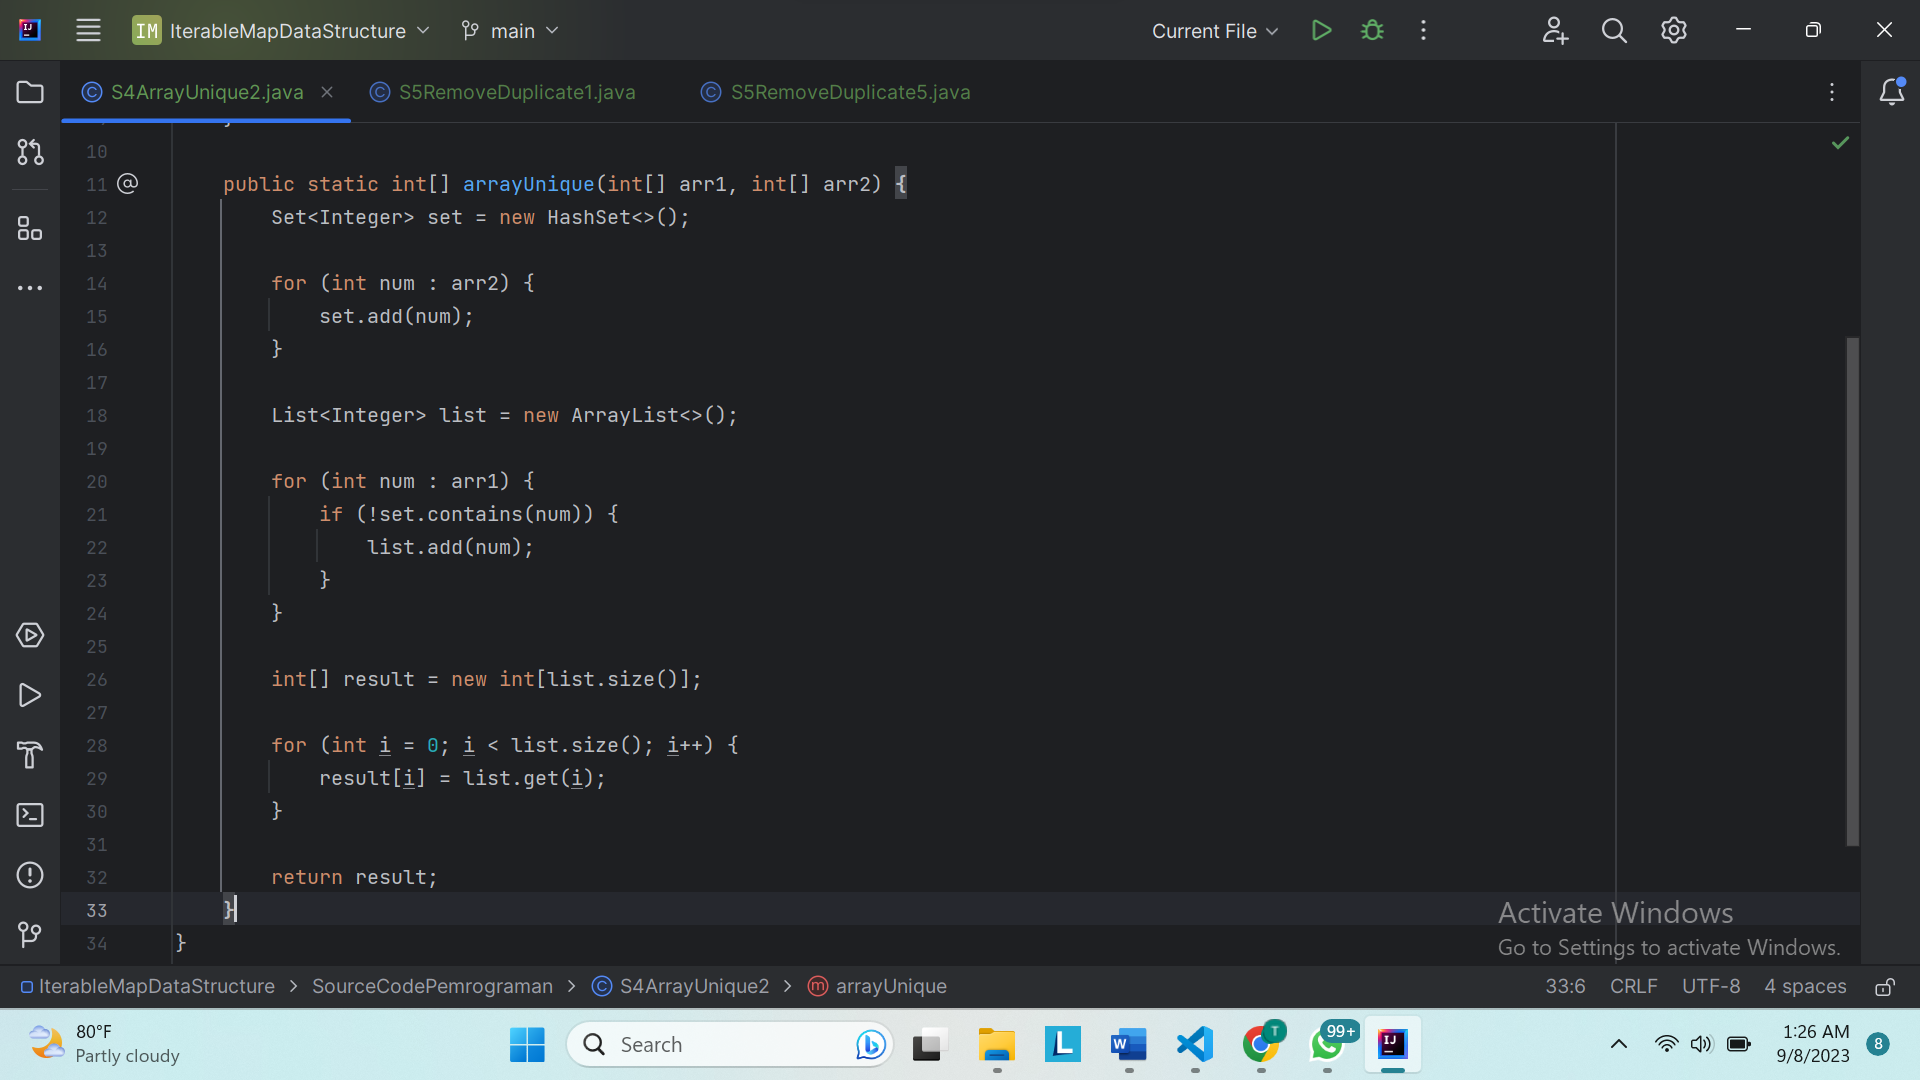 IM IterableMapDataStructure main Current File
S4ArrayUnique2.java S5RemoveDuplicate1.java S5RemoveDuplicate5.java
10
11 @ public static int[] arrayUnique(int[] arr1, int[] arr2) {
12 Set<Integer> set = new HashSet<>();
13
14 for (int num : arr2) {
15 set.add(num);
16 }
17
18 List<Integer> list = new ArrayList<>();
19
20 for (int num : arr1) {
21 if (!set.contains(num)) {
22 list.add(num);
23 }
24 }
25
26 int[] result = new int[list.size()];
27
28 for (int i = 0; i < list.size(); i++) {
29 result[i] = list.get(i);
30 }
31
32 return result;
33 }
34 }
Activate Windows
Go to Settings to activate Windows.
IterableMapDataStructure > SourceCodePemrograman > S4ArrayUnique2 > arrayUnique 33:6 CRLF UTF-8 4 spaces
80°F
Partly cloudy
Search
99+
1:26 AM
9/8/2023
8